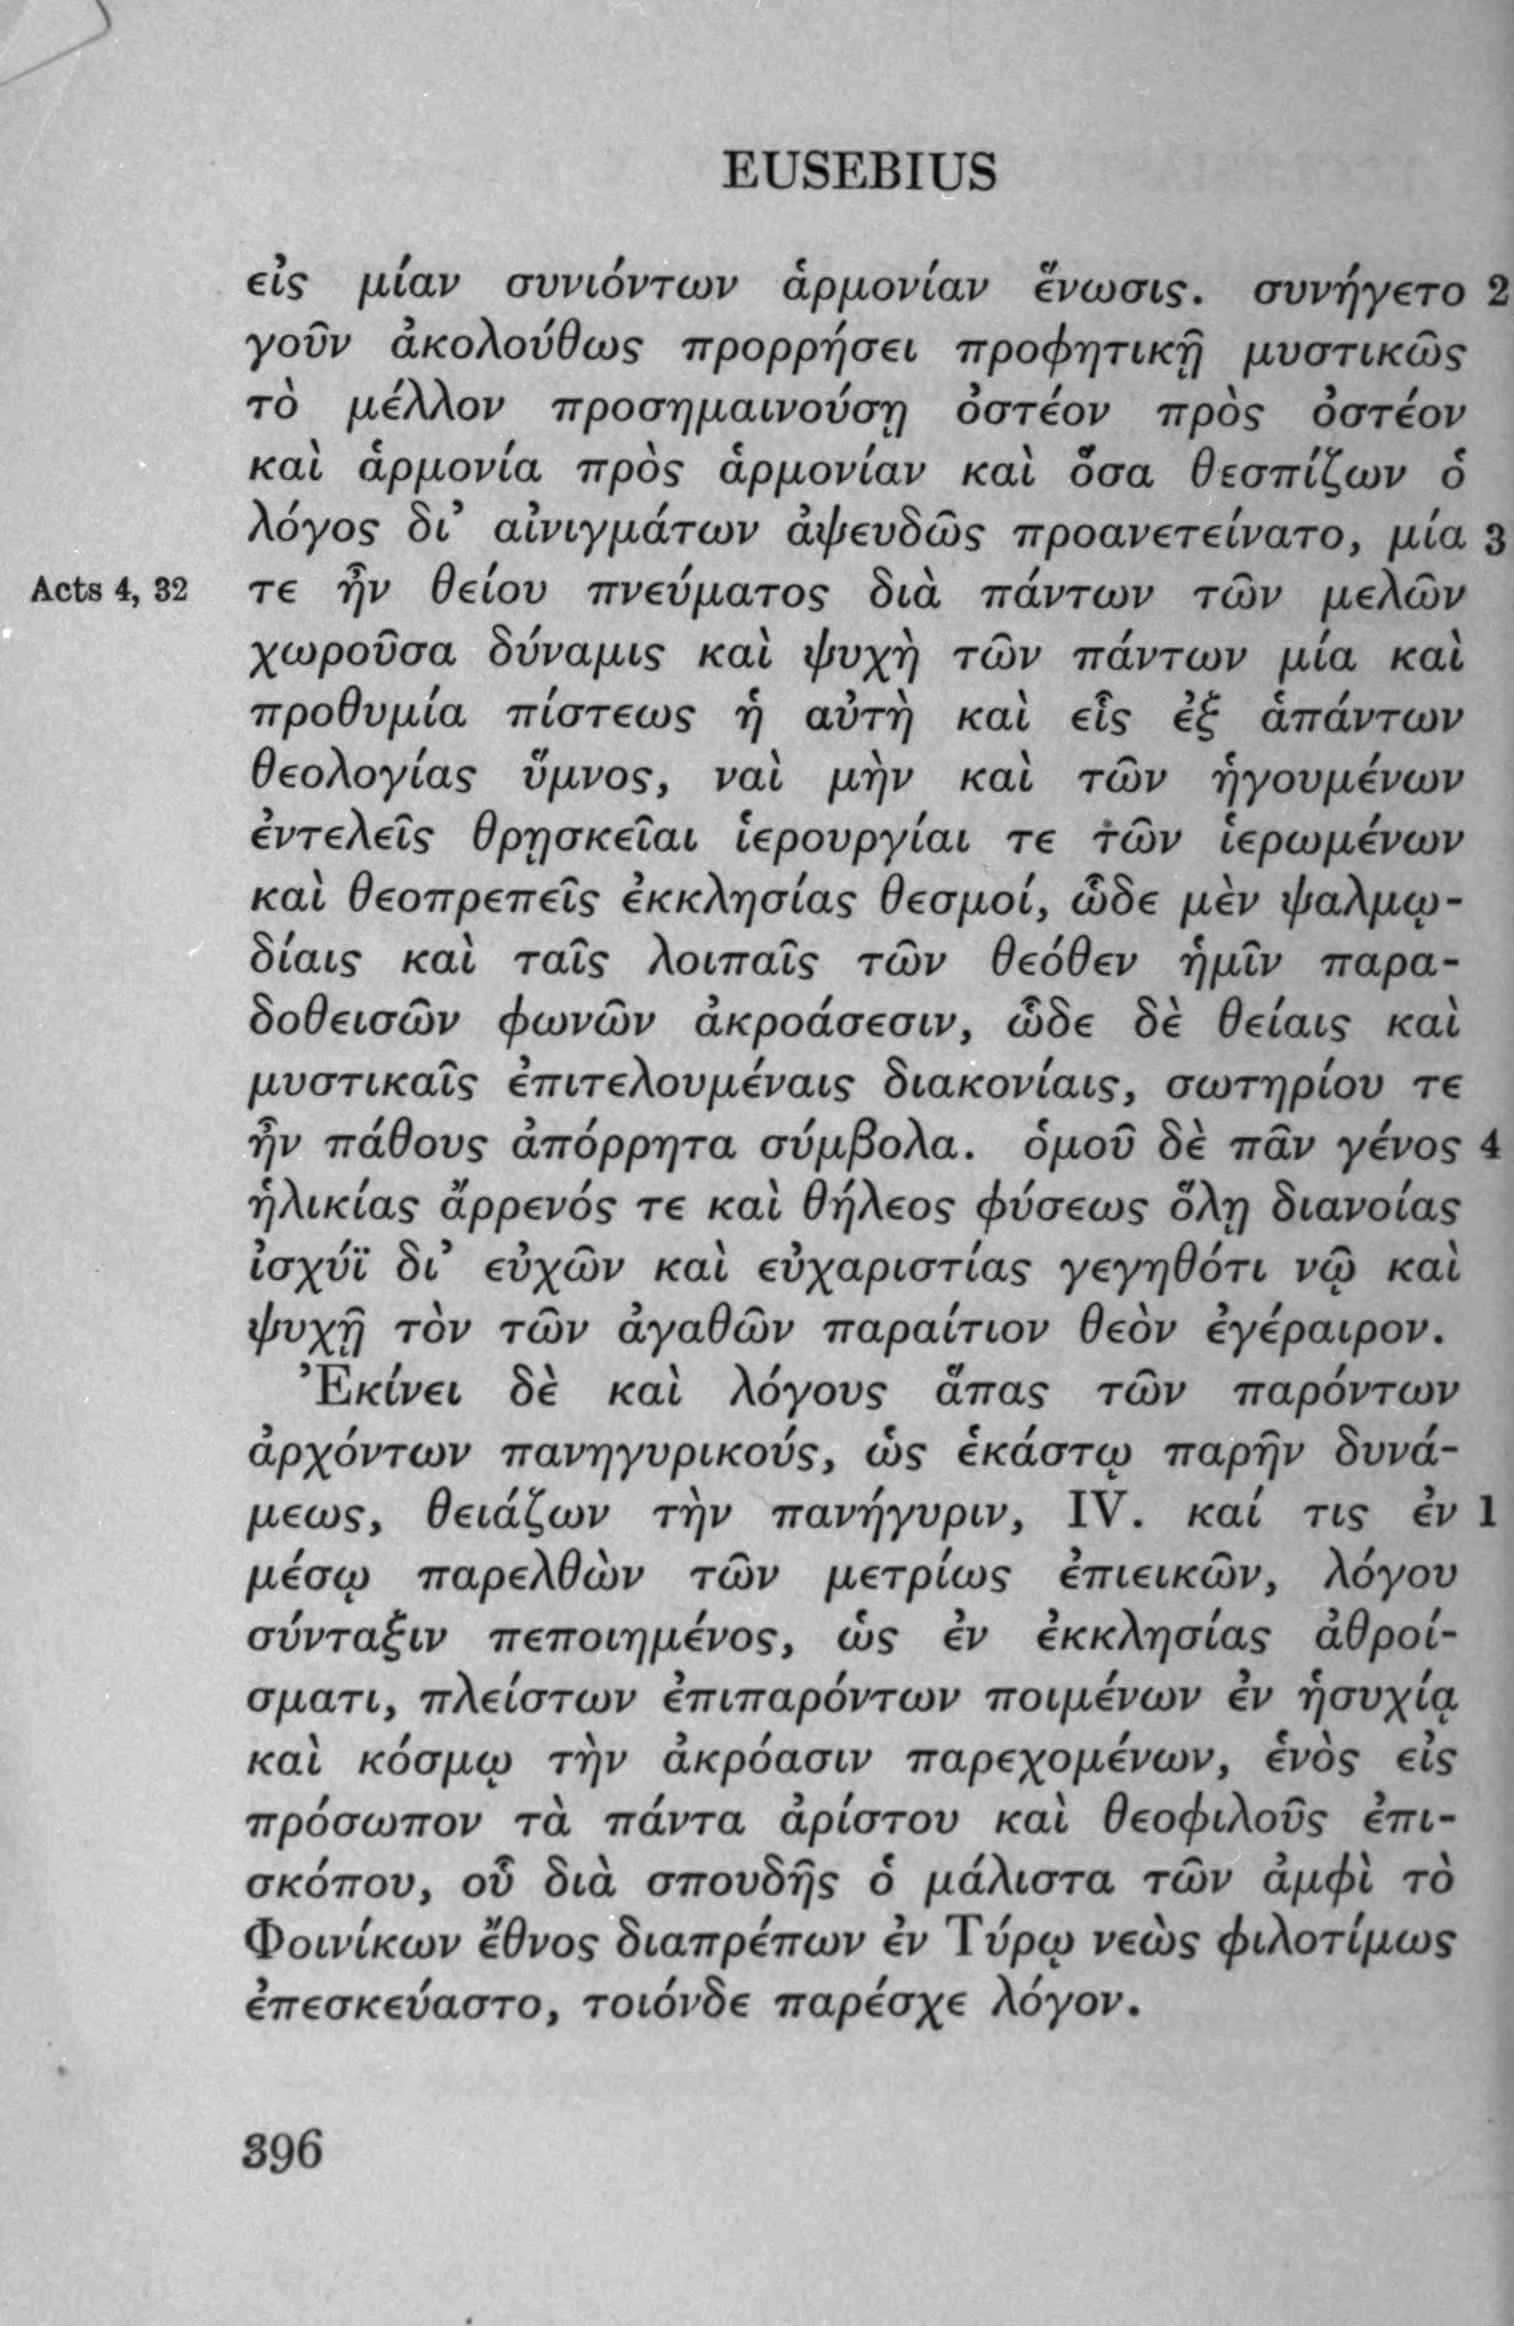 EUSEBIUS
εἰς μίαν συνιόντων ἁρμονίαν ἕνωσις. συνήγετο 2
γοῦν ἀκολούθως προρρήσει προφητικῇ μυστικῶς
τὸ μέλλον προσημαινούσῃ ὀστέον πρὸς ὀστέον
καὶ ἁρμονία πρὸς ἁρμονίαν καὶ ὅσα θεσπίζων ὁ
λόγος δι’ αἰνιγμάτων ἀψευδῶς προανετείνατο, μία 3
Acts 4, 32 τε ἦν θείου πνεύματος διὰ πάντων τῶν μελῶν
χωροῦσα δύναμις καὶ ψυχὴ τῶν πάντων μία καὶ
προθυμία πίστεως ἡ αὐτὴ καὶ εἷς ἐξ ἁπάντων
θεολογίας ὕμνος, ναὶ μὴν καὶ τῶν ἡγουμένων
ἐντελεῖς θρησκεῖαι ἱερουργίαι τε τῶν ἱερωμένων
καὶ θεοπρεπεῖς ἐκκλησίας θεσμοί, ὧδε μὲν ψαλμῳ-
δίαις καὶ ταῖς λοιπαῖς τῶν θεόθεν ἡμῖν παρα-
δοθεισῶν φωνῶν ἀκροάσεσιν, ὧδε δὲ θείαις καὶ
μυστικαῖς ἐπιτελουμέναις διακονίαις, σωτηρίου τε
ἦν πάθους ἀπόρρητα σύμβολα. ὁμοῦ δὲ πᾶν γένος 4
ἡλικίας ἄρρενός τε καὶ θήλεος φύσεως ὅλῃ διανοίας
ἰσχύϊ δι’ εὐχῶν καὶ εὐχαριστίας γεγηθότι νῷ καὶ
ψυχῇ τὸν τῶν ἀγαθῶν παραίτιον θεὸν ἐγέραιρον.
Ἐκίνει δὲ καὶ λόγους ἅπας τῶν παρόντων
ἀρχόντων πανηγυρικούς, ὡς ἑκάστῳ παρῆν δυνά-
μεως, θειάζων τὴν πανήγυριν, IV. καί τις ἐν 1
μέσῳ παρελθὼν τῶν μετρίως ἐπιεικῶν, λόγου
σύνταξιν πεποιημένος, ὡς ἐν ἐκκλησίας ἀθροί-
σματι, πλείστων ἐπιπαρόντων ποιμένων ἐν ἡσυχίᾳ
καὶ κόσμῳ τὴν ἀκρόασιν παρεχομένων, ἑνὸς εἰς
πρόσωπον τὰ πάντα ἀρίστου καὶ θεοφιλοῦς ἐπι-
σκόπου, οὗ διὰ σπουδῆς ὁ μάλιστα τῶν ἀμφὶ τὸ
Φοινίκων ἔθνος διαπρέπων ἐν Τύρῳ νεὼς φιλοτίμως
ἐπεσκεύαστο, τοιόνδε παρέσχε λόγον.
396